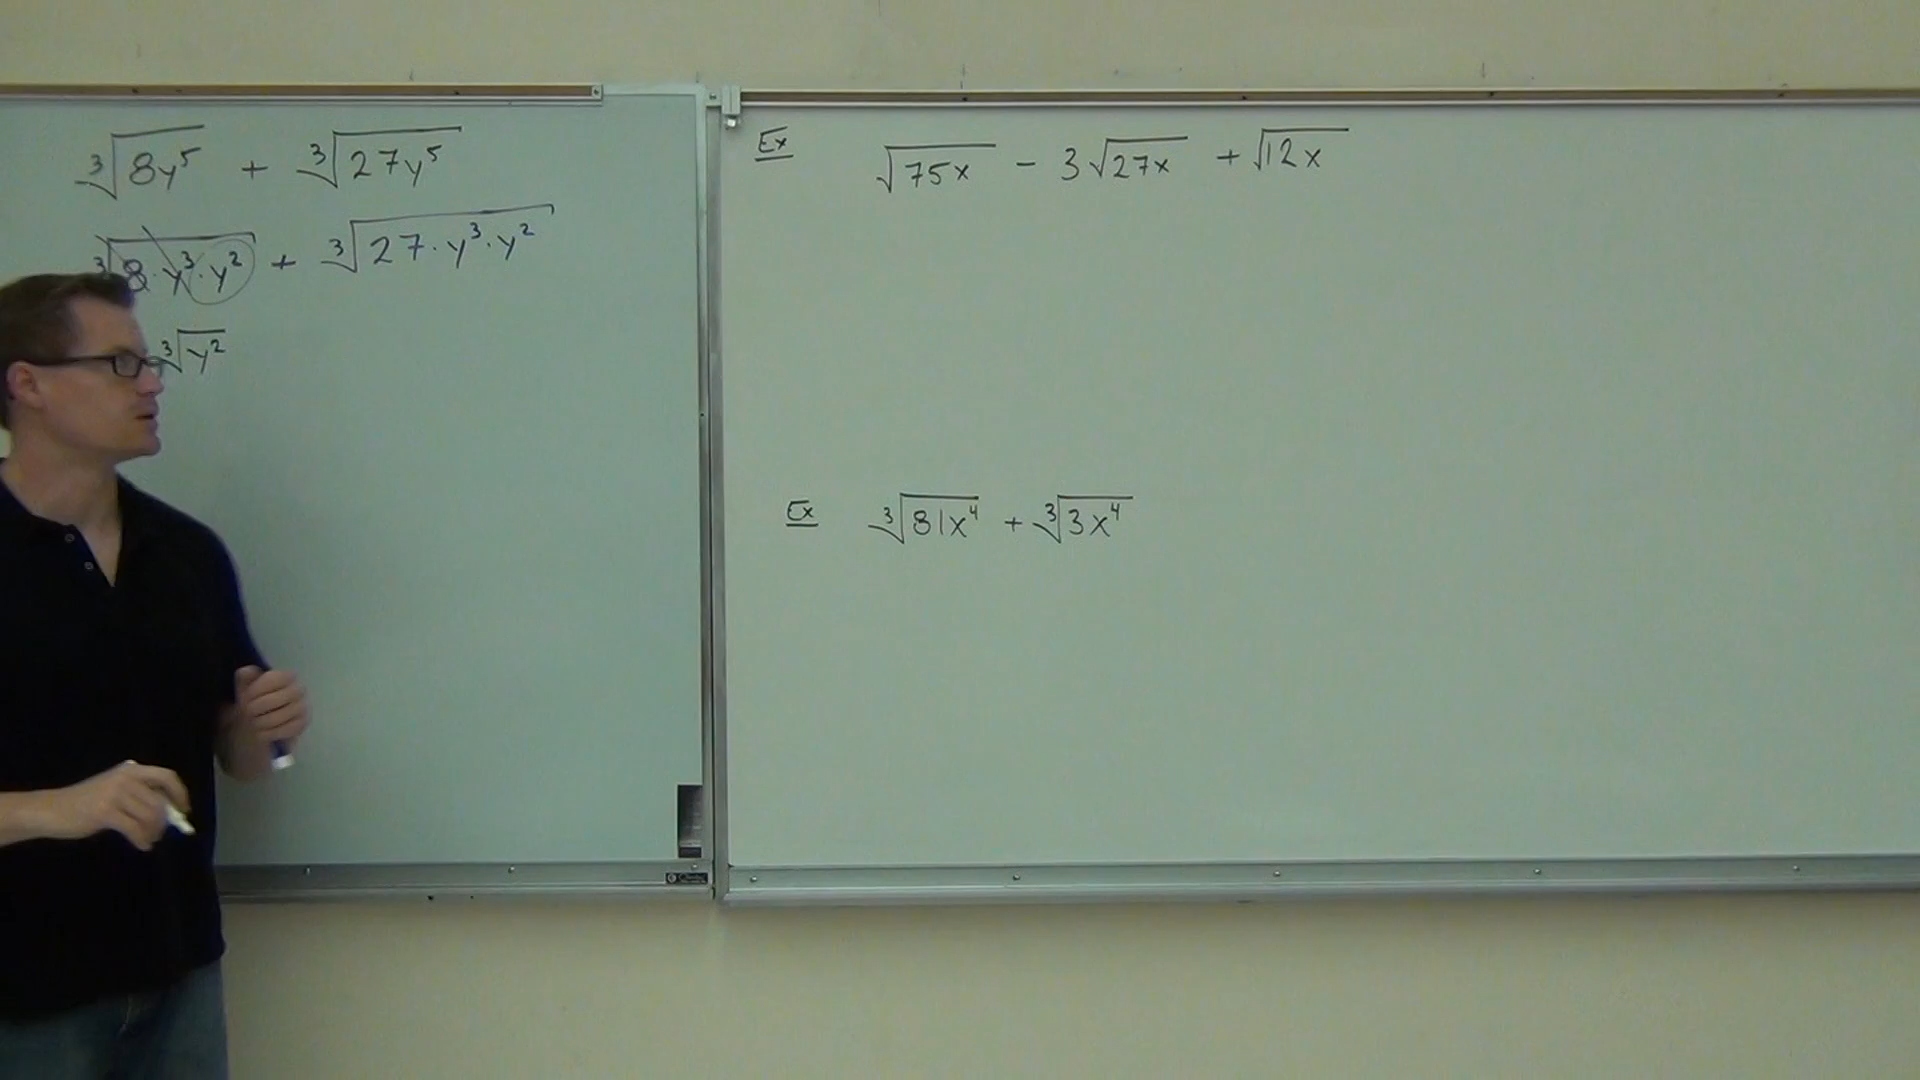 ∛(8y⁵) + ∛(27y⁵)
∛(8·y³·y²) + ∛(27·y³·y²)
∛(y²)
Ex √(75x) - 3√(27x) + √(12x)
Ex ∛(81x⁴) + ∛(3x⁴)